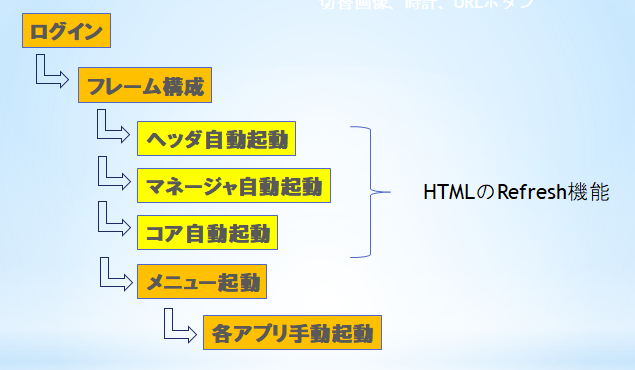 切替画像、時計、URLボタン
ログイン
フレーム構成
ヘッダ自動起動
マネージャ自動起動
コア自動起動
HTMLのRefresh機能
メニュー起動
各アプリ手動起動